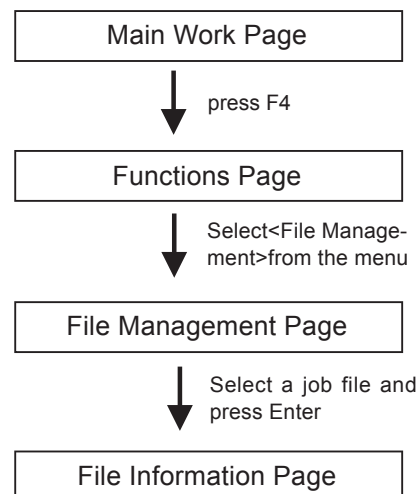 Main Work Page
press F4
Functions Page
Select<File Manage-
ment>from the menu
File Management Page
Select a job file and
press Enter
File Information Page